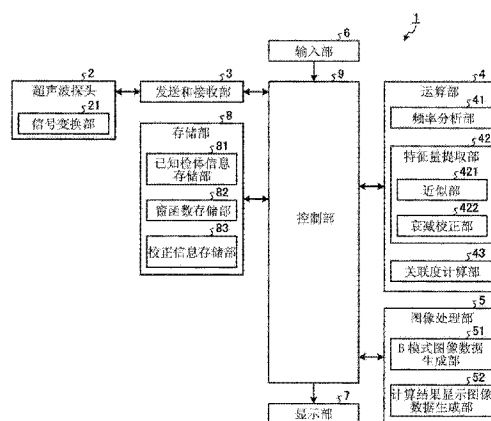 1
6
输入部
2
超声波探头
21
信号变换部
3
发送和接收部
8
存储部
81
已知检体信息
存储部
82
窗函数存储部
83
校正信息存储部
9
控制部
4
运算部
41
频率分析部
42
特征量提取部
421
近似部
422
衰减校正部
43
关联度计算部
5
图像处理部
51
B模式图像数据
生成部
52
计算结果显示图像
数据生成部
7
显示部